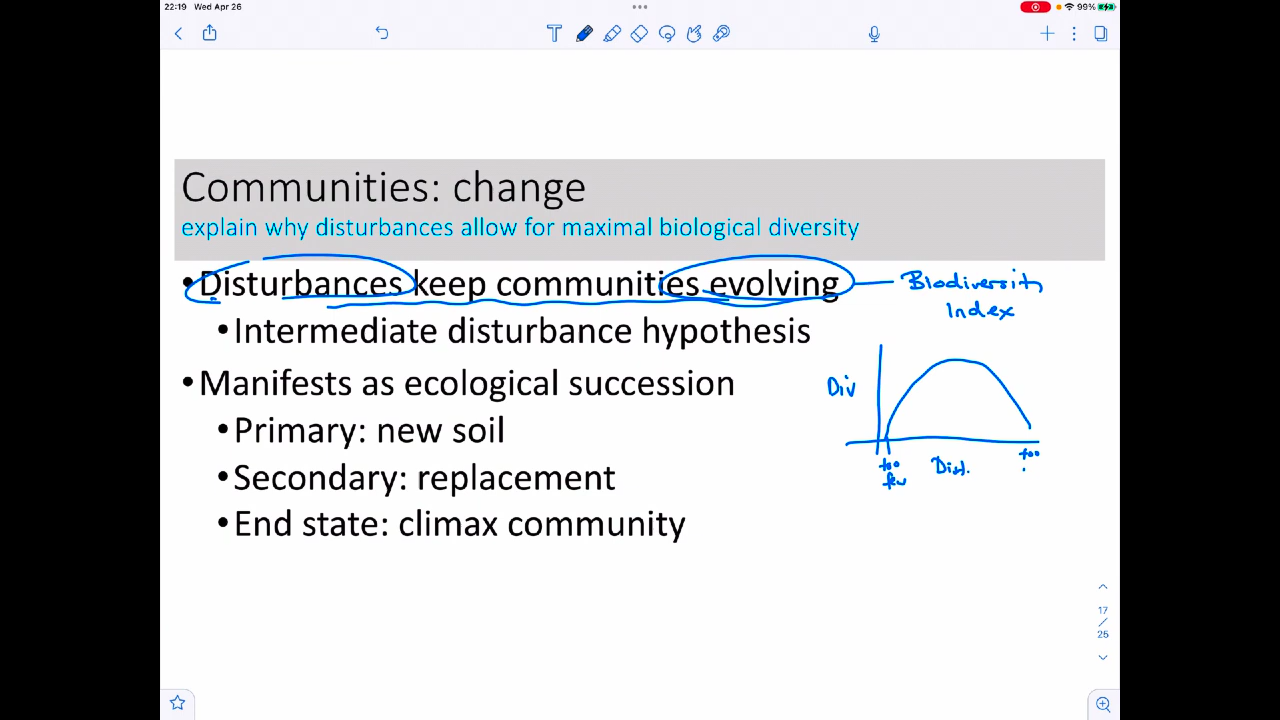 22:19 Wed Apr 26
99%
T
Communities: change
explain why disturbances allow for maximal biological diversity
•Disturbances keep communities evolving
Biodiversity
Index
•Intermediate disturbance hypothesis
•Manifests as ecological succession
Div
•Primary: new soil
too
few
Dist.
too
•Secondary: replacement
•End state: climax community
17
/
25